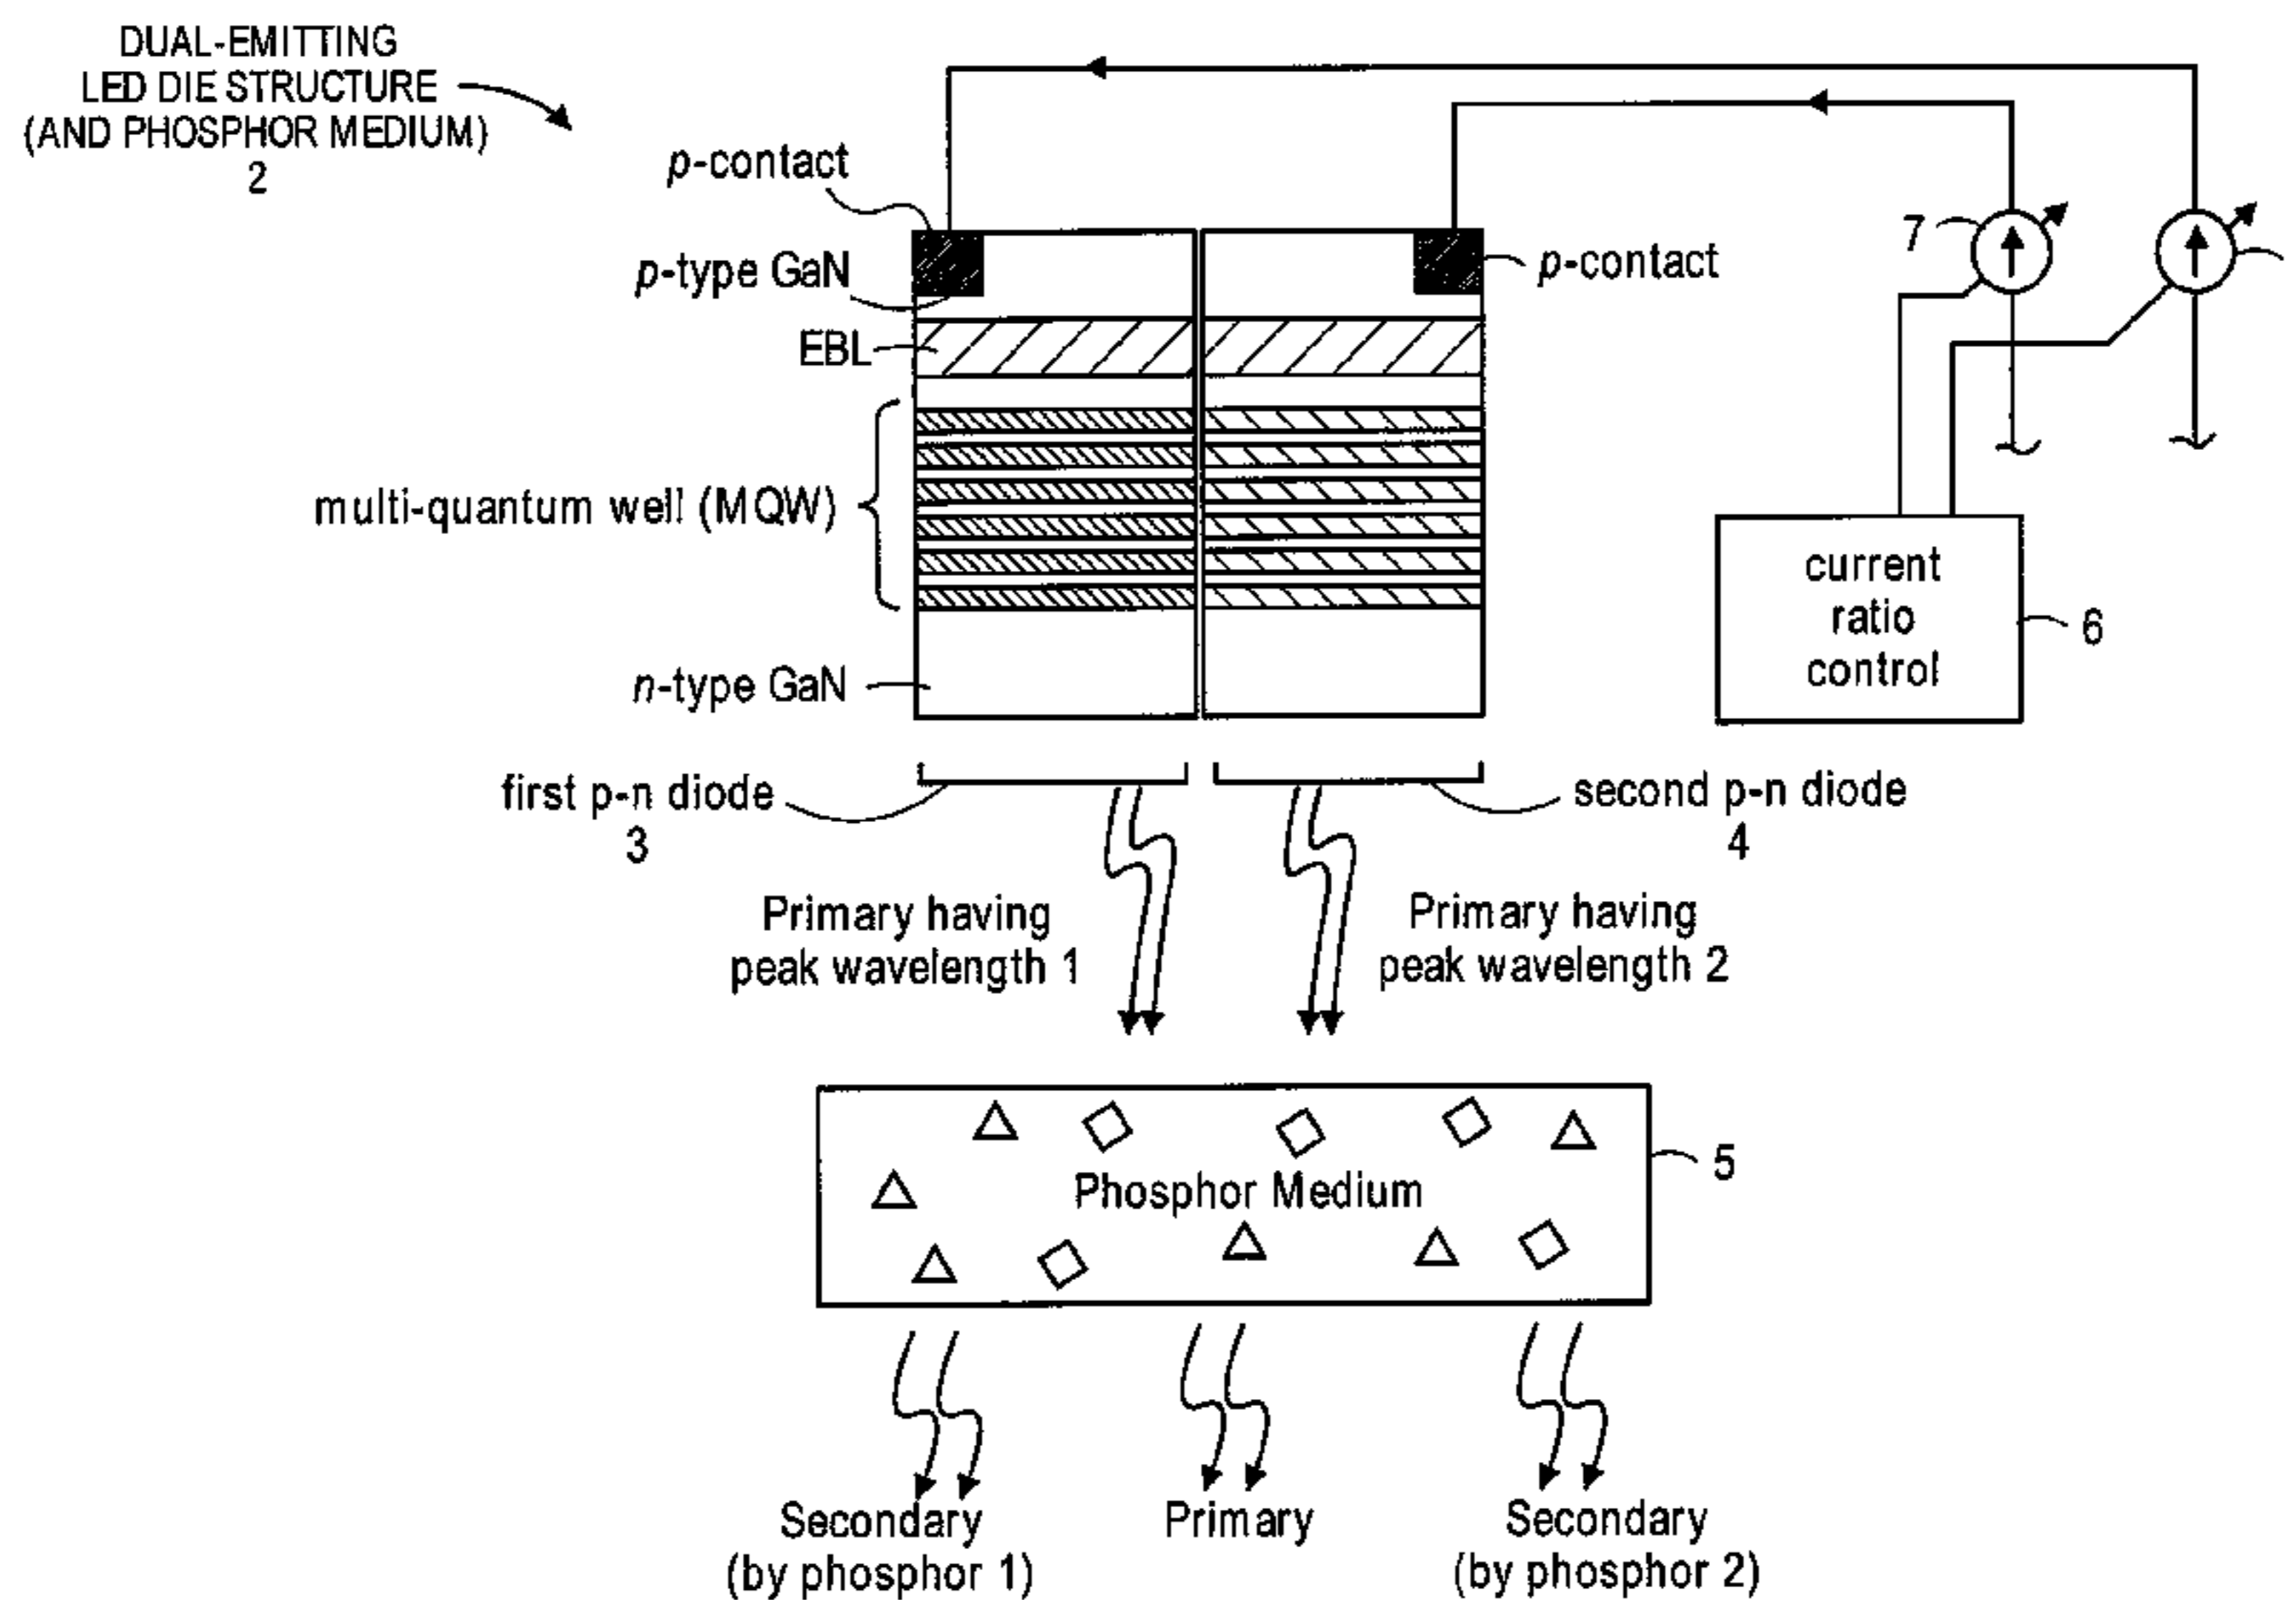 DUAL-EMITTING
LED DIE STRUCTURE
(AND PHOSPHOR MEDIUM)
2
p-contact
p-type GaN
p-contact
7
EBL
multi-quantum well (MQW)
current
ratio
control
6
n-type GaN
first p-n diode
3
second p-n diode
4
Primary having
peak wavelength 1
Primary having
peak wavelength 2
Phosphor Medium
5
Secondary
(by phosphor 1)
Primary
Secondary
(by phosphor 2)